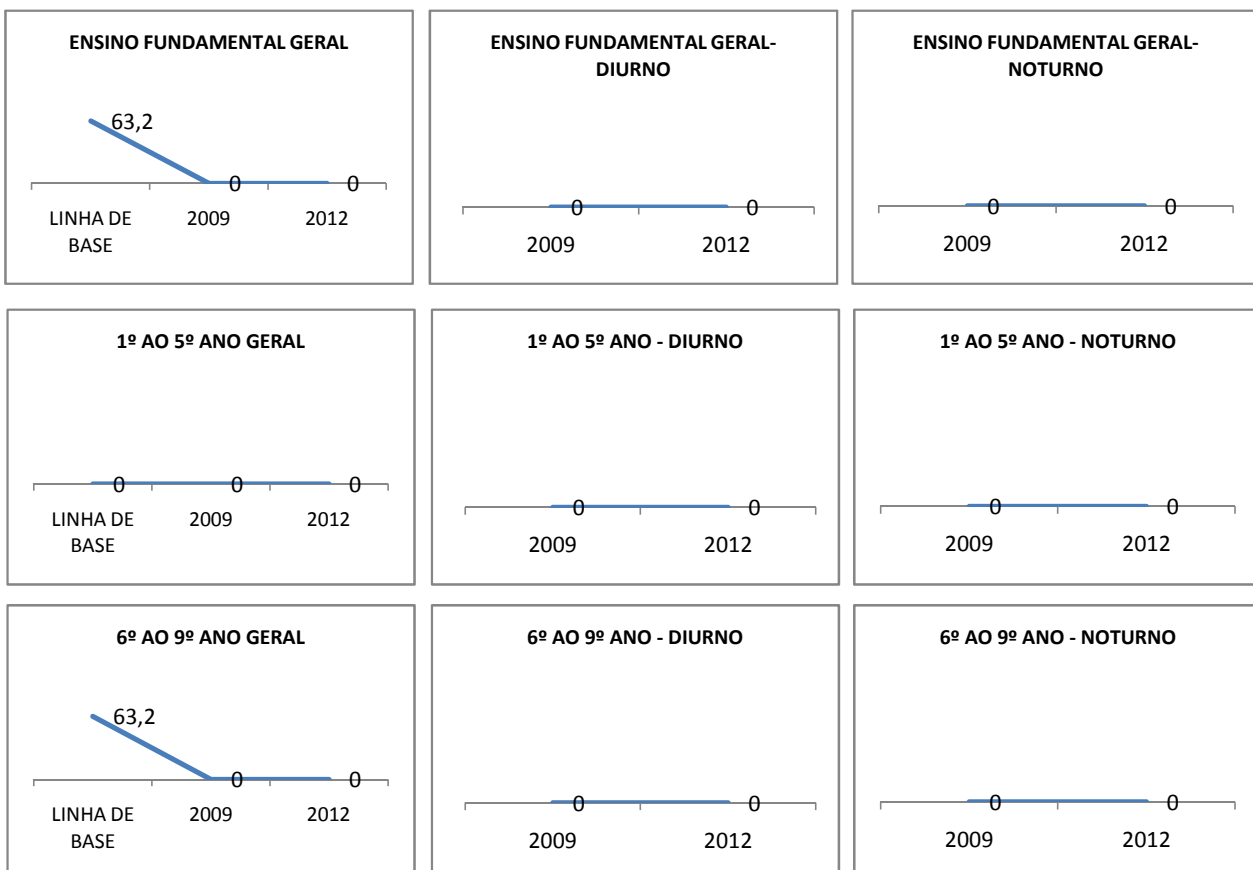 ENSINO FUNDAMENTAL GERAL
63,2
0
0
LINHA DE
BASE
2009
2012
ENSINO FUNDAMENTAL GERAL-
DIURNO
0
0
2009
2012
ENSINO FUNDAMENTAL GERAL-
NOTURNO
0
0
2009
2012
1º AO 5º ANO GERAL
0
0
0
LINHA DE
BASE
2009
2012
1º AO 5º ANO - DIURNO
0
0
2009
2012
1º AO 5º ANO - NOTURNO
0
0
2009
2012
6º AO 9º ANO GERAL
63,2
0
0
LINHA DE
BASE
2009
2012
6º AO 9º ANO - DIURNO
0
0
2009
2012
6º AO 9º ANO - NOTURNO
0
0
2009
2012